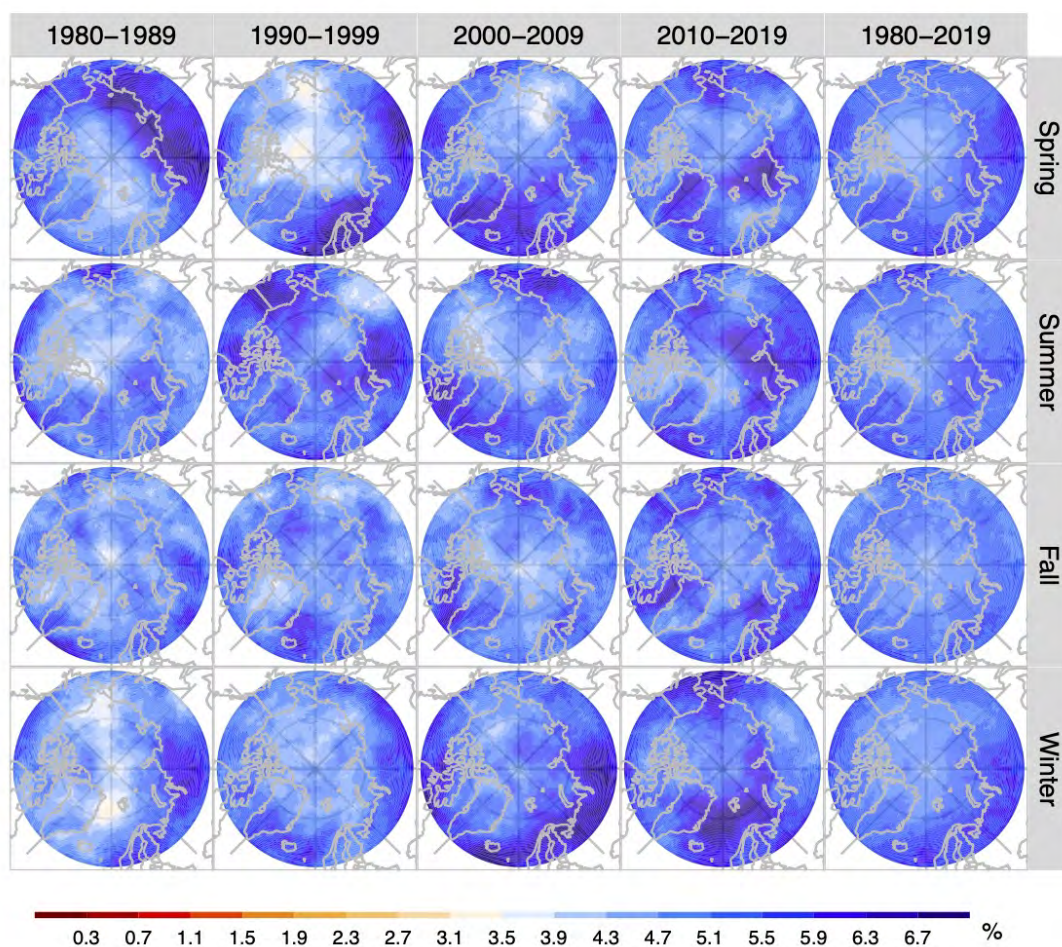 1980–1989 1990–1999 2000–2009 2010–2019 1980–2019
Spring
Summer
Fall
Winter
0.3 0.7 1.1 1.5 1.9 2.3 2.7 3.1 3.5 3.9 4.3 4.7 5.1 5.5 5.9 6.3 6.7 %